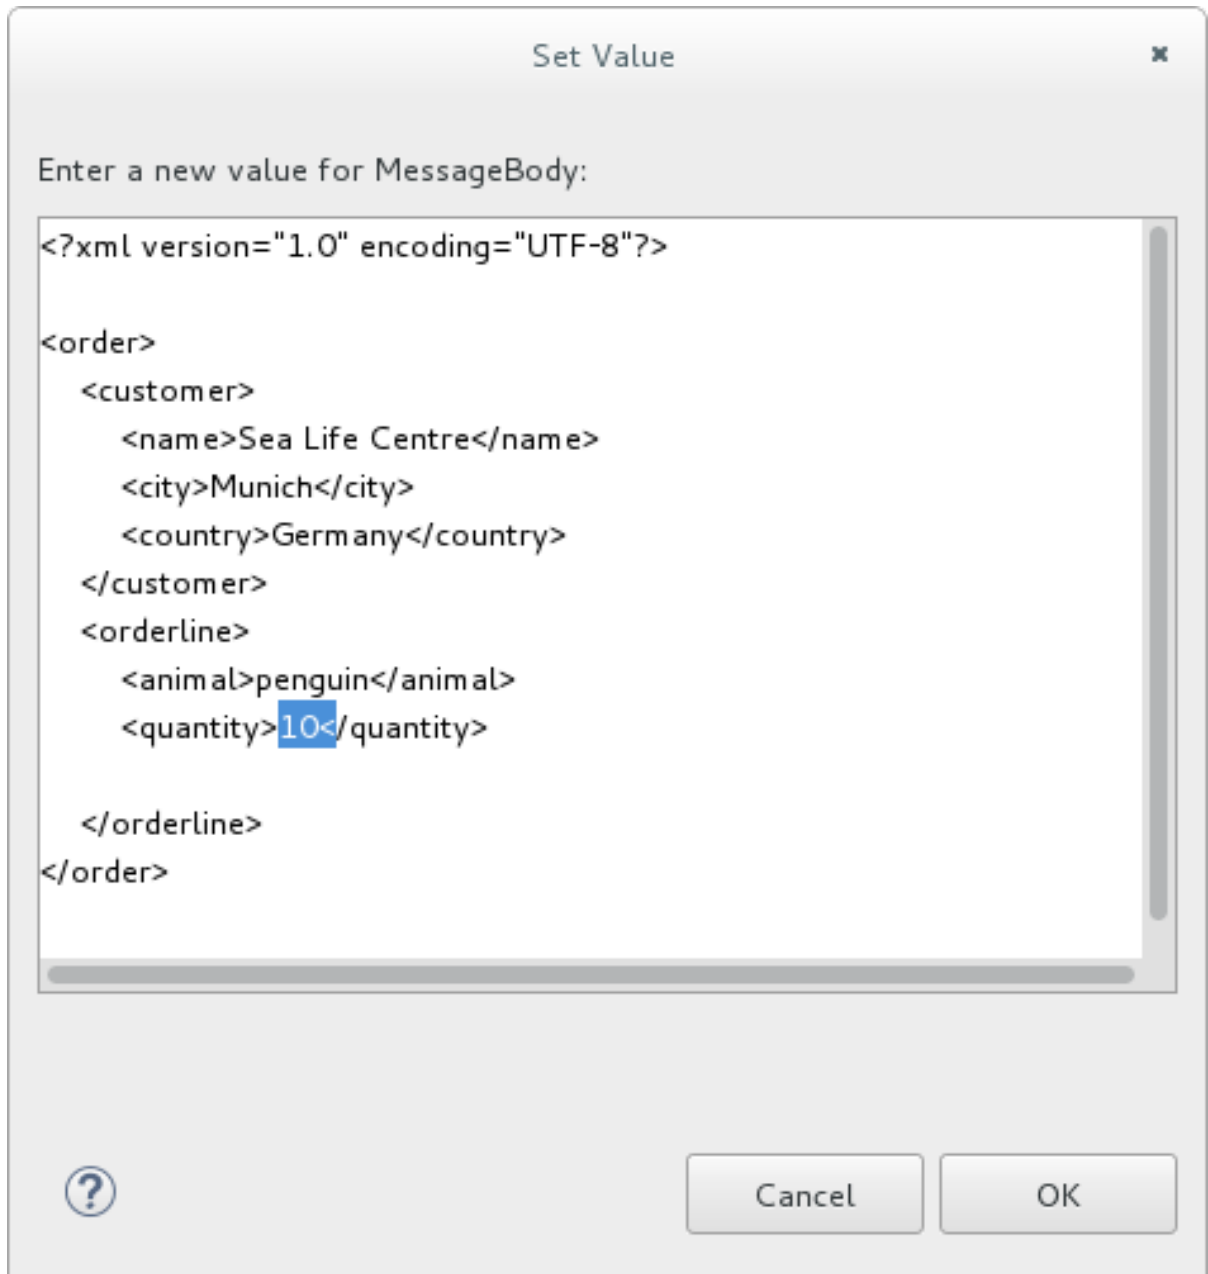 Set Value
Enter a new value for MessageBody:
<?xml version="1.0" encoding="UTF-8"?>
<order>
<customer>
<name>Sea Life Centre</name>
<city>Munich</city>
<country>Germany</country>
</customer>
<orderline>
<animal>penguin</animal>
<quantity>10</quantity>
</orderline>
</order>
?
Cancel OK